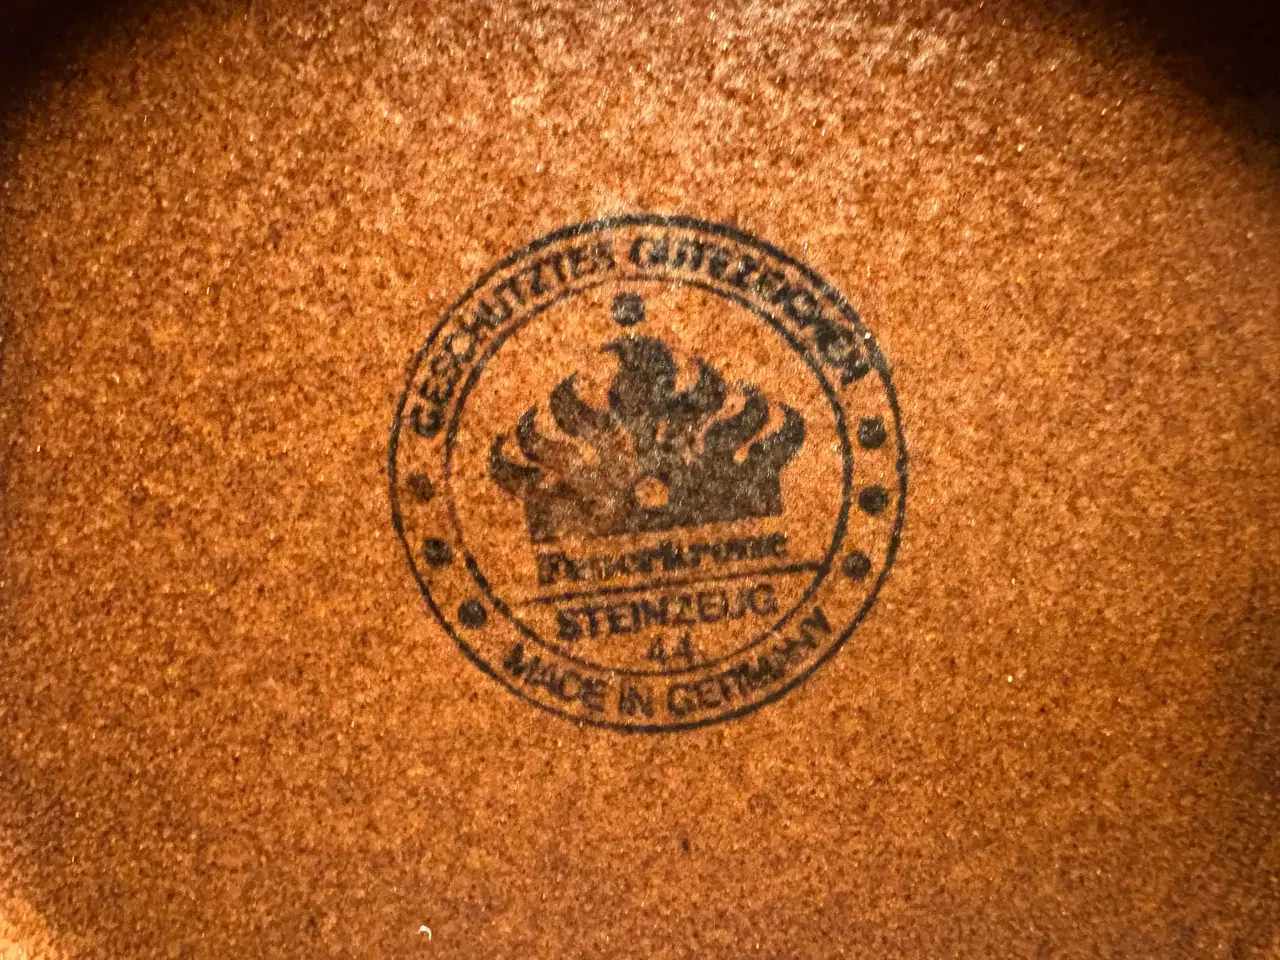 GESCHÜTZTES GÜTEZEICHEN
Feuerkrone
STEINZEUG
44
MADE IN GERMANY